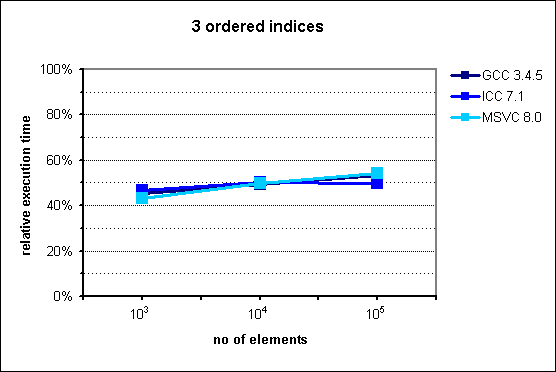 3 ordered indices
100%
80%
60%
40%
20%
0%
relative execution time
10³
10⁴
10⁵
no of elements
GCC 3.4.5
ICC 7.1
MSVC 8.0